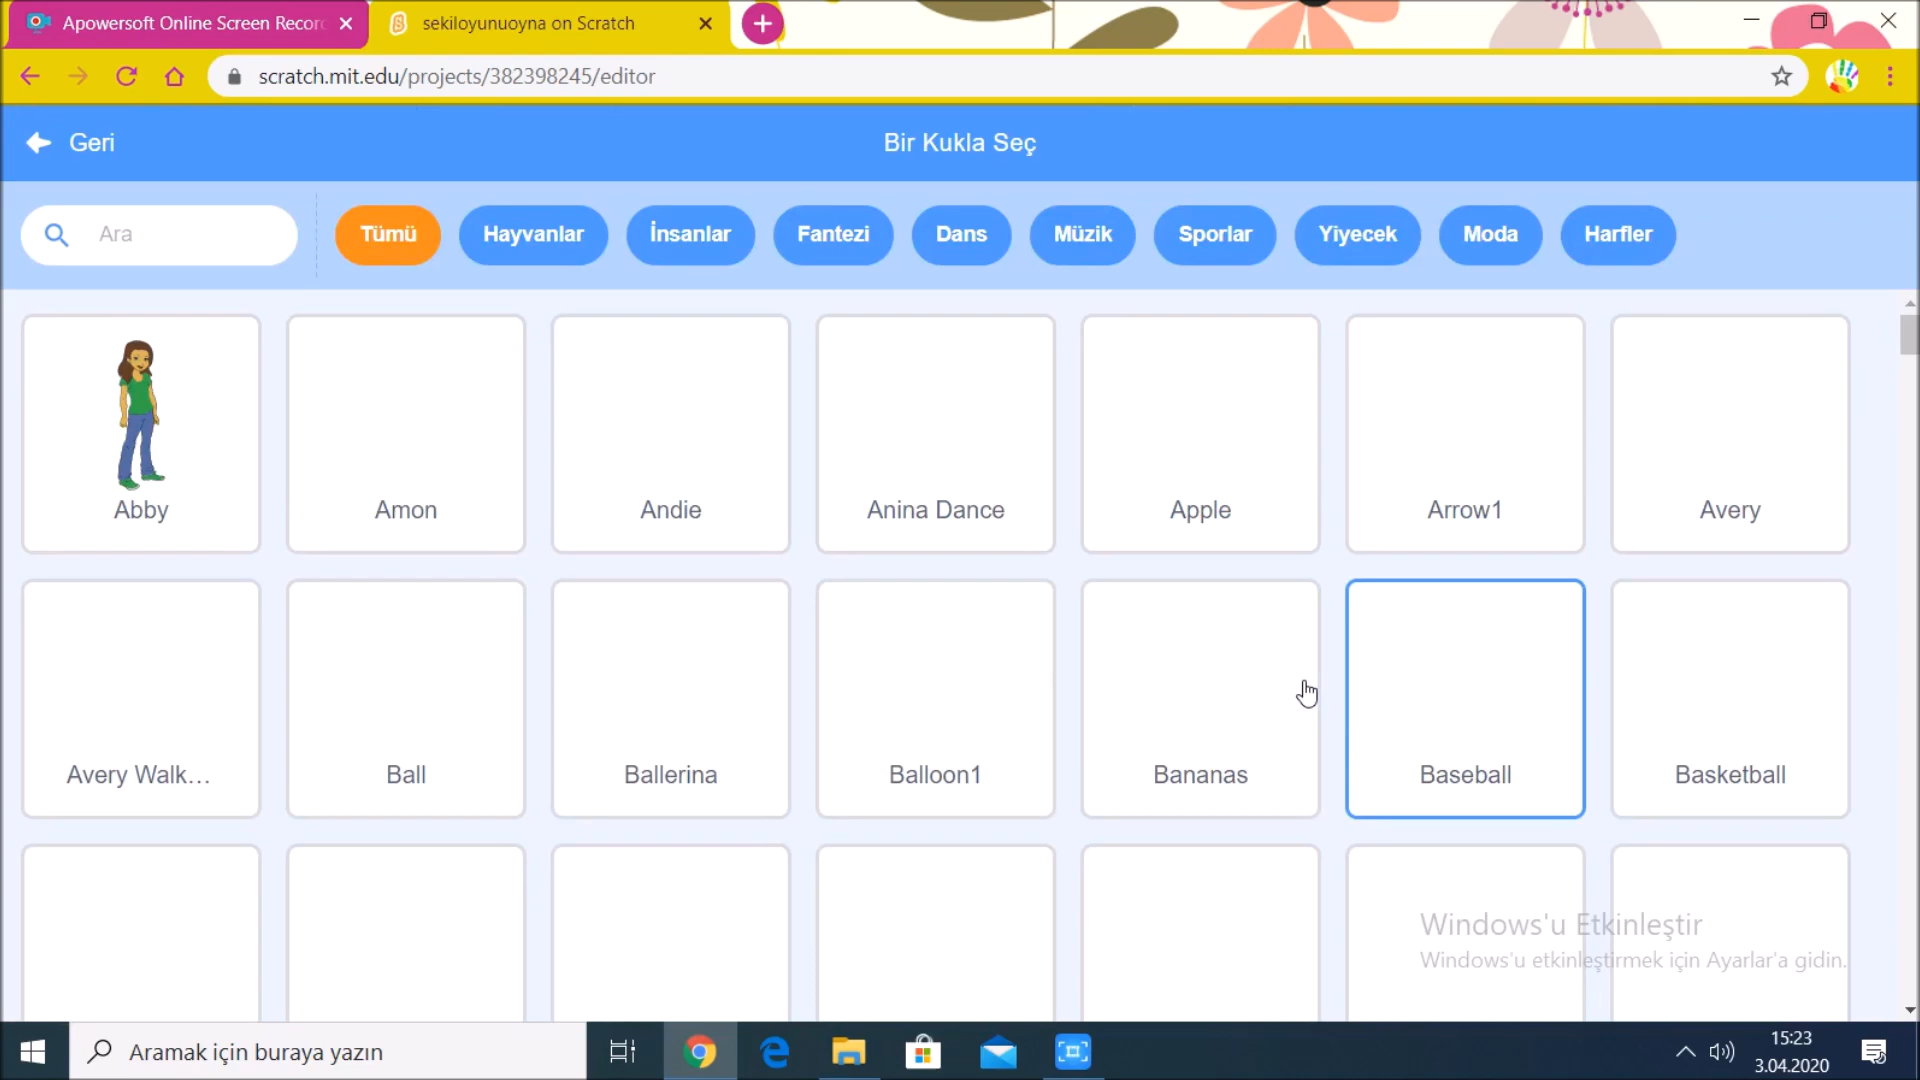 Apowersoft Online Screen Recor
sekiloyunuoyna on Scratch
scratch.mit.edu/projects/382398245/editor
Geri
Bir Kukla Seç
Ara
Tümü
Hayvanlar
İnsanlar
Fantezi
Dans
Müzik
Sporlar
Yiyecek
Moda
Harfler
Abby
Amon
Andie
Anina Dance
Apple
Arrow1
Avery
Avery Walk...
Ball
Ballerina
Balloon1
Bananas
Baseball
Basketball
Windows'u Etkinleştir
Windows'u etkinleştirmek için Ayarlar'a gidin.
Aramak için buraya yazın
15:23
3.04.2020